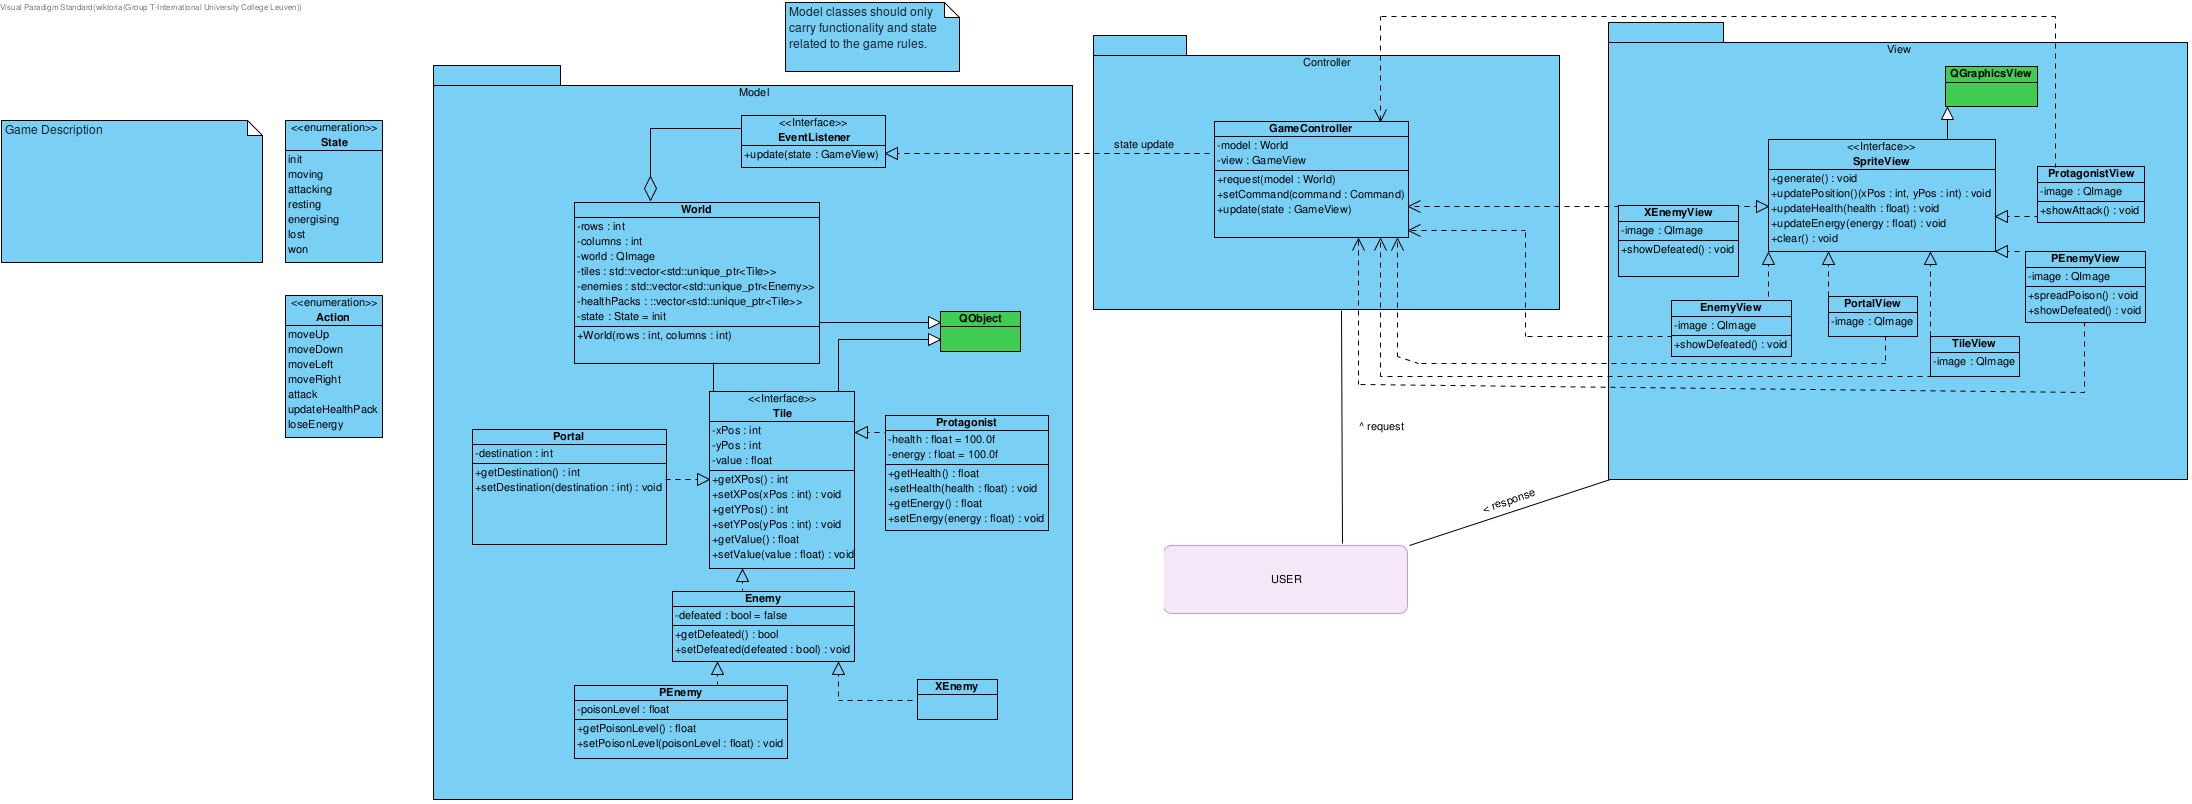 Visual Paradigm Standard(wiktoria(Group T-International University College Leuven))
Model classes should only
carry functionality and state
related to the game rules.
Game Description
<<enumeration>>
State
init
moving
attacking
resting
energising
lost
won
<<enumeration>>
Action
moveUp
moveDown
moveLeft
moveRight
attack
updateHealthPack
loseEnergy
Model
<<Interface>>
EventListener
+update(state : GameView)
World
-rows : int
-columns : int
-world : QImage
-tiles : std::vector<std::unique_ptr<Tile>>
-enemies : std::vector<std::unique_ptr<Enemy>>
-healthPacks : ::vector<std::unique_ptr<Tile>>
-state : State = init
+World(rows : int, columns : int)
QObject
<<Interface>>
Tile
-xPos : int
-yPos : int
-value : float
+getXPos() : int
+setXPos(xPos : int) : void
+getYPos() : int
+setYPos(yPos : int) : void
+getValue() : float
+setValue(value : float) : void
Portal
-destination : int
+getDestination() : int
+setDestination(destination : int) : void
Protagonist
-health : float = 100.0f
-energy : float = 100.0f
+getHealth() : float
+setHealth(health : float) : void
+getEnergy() : float
+setEnergy(energy : float) : void
Enemy
-defeated : bool = false
+getDefeated() : bool
+setDefeated(defeated : bool) : void
PEnemy
-poisonLevel : float
+getPoisonLevel() : float
+setPoisonLevel(poisonLevel : float) : void
XEnemy
Controller
state update
GameController
-model : World
-view : GameView
+request(model : World)
+setCommand(command : Command)
+update(state : GameView)
^ request
< response
USER
View
QGraphicsView
<<Interface>>
SpriteView
+generate() : void
+updatePosition()(xPos : int, yPos : int) : void
+updateHealth(health : float) : void
+updateEnergy(energy : float) : void
+clear() : void
ProtagonistView
-image : QImage
+showAttack() : void
XEnemyView
-image : QImage
+showDefeated() : void
PEnemyView
-image : QImage
+spreadPoison() : void
+showDefeated() : void
EnemyView
-image : QImage
+showDefeated() : void
PortalView
-image : QImage
TileView
-image : QImage